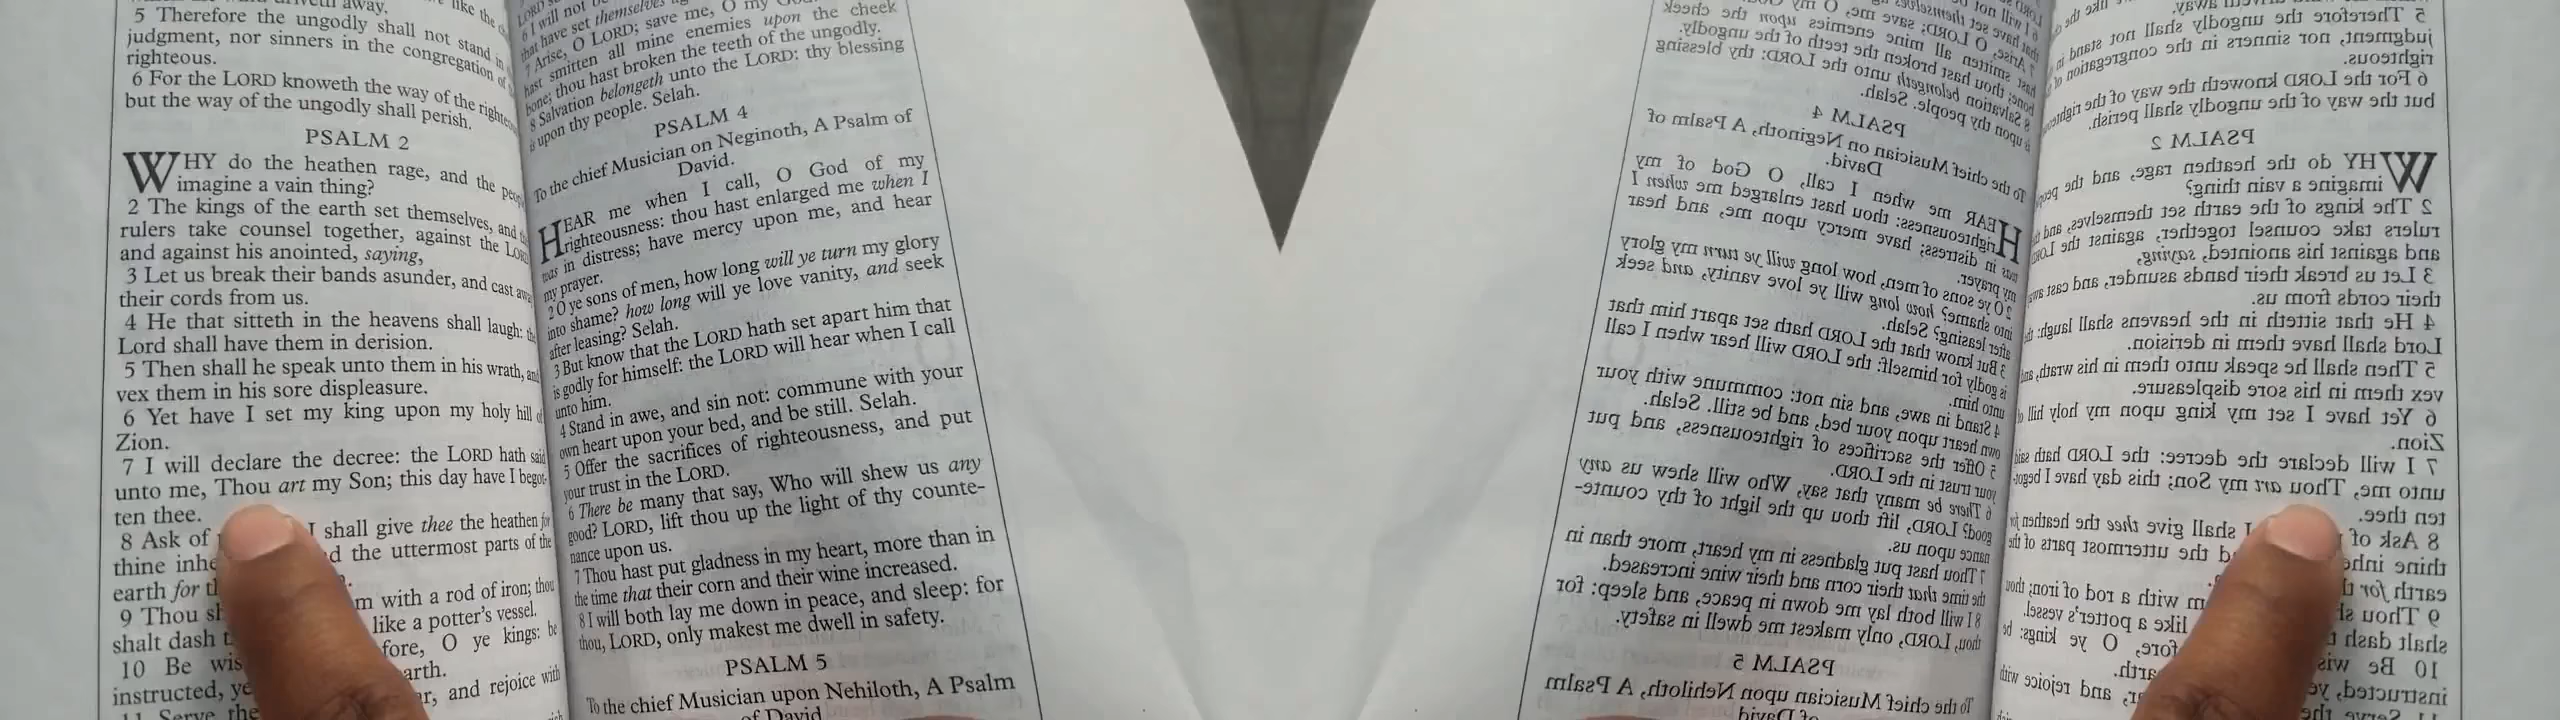 5 Therefore the ungodly shall not stand in
judgment, nor sinners in the congregation of
righteous.
6 For the LORD knoweth the way of the righteous
but the way of the ungodly shall perish.
PSALM 2
WHY do the heathen rage, and the
imagine a vain thing?
2 The kings of the earth set themselves, and
rulers take counsel together, against the LORD
and against his anointed, saying,
3 Let us break their bands asunder, and cast
their cords from us.
4 He that sitteth in the heavens shall laugh:
Lord shall have them in derision.
5 Then shall he speak unto them in his wrath, and
vex them in his sore displeasure.
6 Yet have I set my king upon my holy hill of
Zion.
7 I will declare the decree: the LORD hath said
unto me, Thou art my Son; this day have I begot-
ten thee.
8 Ask of I shall give thee the heathen for
thine the uttermost parts of the
earth for
9 Thou with a rod of iron; thou
shalt dash like a potter's vessel.
10 Be O ye kings: be
instructed,
and rejoice with
6 I will not
that have set themselves
7 Arise, O LORD; save me, O my
hast smitten all mine enemies upon the cheek
bone; thou hast broken the teeth of the ungodly.
8 Salvation belongeth unto the LORD: thy blessing
is upon thy people. Selah.
PSALM 4
To the chief Musician on Neginoth, A Psalm of
David.
HEAR me when I call, O God of my
righteousness: thou hast enlarged me when I
was in distress; have mercy upon me, and hear
my prayer.
2 O ye sons of men, how long will ye turn my glory
into shame? how long will ye love vanity, and seek
after leasing? Selah.
3 But know that the LORD hath set apart him that
is godly for himself: the LORD will hear when I call
unto him.
4 Stand in awe, and sin not: commune with your
own heart upon your bed, and be still. Selah.
5 Offer the sacrifices of righteousness, and put
your trust in the LORD.
6 There be many that say, Who will shew us any
good? LORD, lift thou up the light of thy counte-
nance upon us.
7 Thou hast put gladness in my heart, more than in
the time that their corn and their wine increased.
8 I will both lay me down in peace, and sleep: for
thou, LORD, only makest me dwell in safety.
PSALM 5
To the chief Musician upon Nehiloth, A Psalm
of David